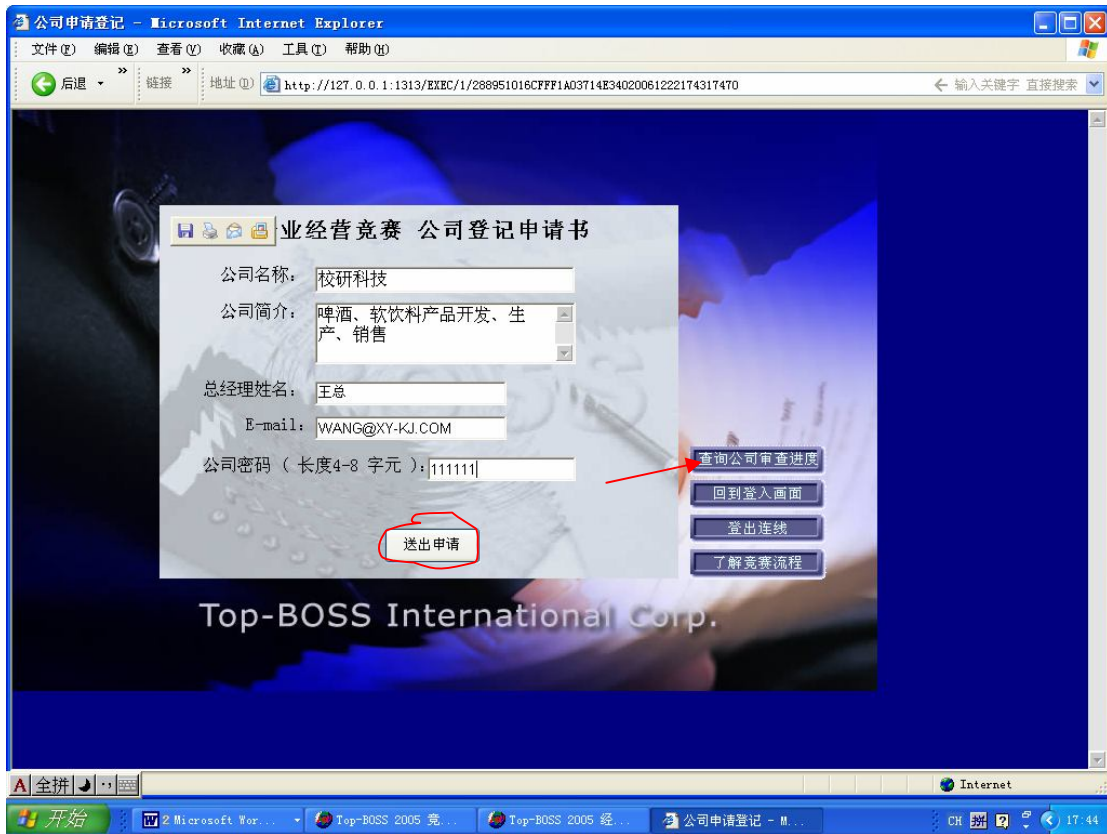 公司申请登记 - Microsoft Internet Explorer
文件(F) 编辑(E) 查看(V) 收藏(A) 工具(T) 帮助(H)
后退 » 链接 » 地址(D) http://127.0.0.1:1313/EXEC/1/288951016CFFF1A03714E34020061222174317470 输入关键字 直接搜索
业经营竞赛 公司登记申请书
公司名称: 校研科技
公司简介: 啤酒、软饮料产品开发、生
产、销售
总经理姓名: 王总
E-mail: WANG@XY-KJ.COM
公司密码 ( 长度4-8 字元 ): 111111
查询公司审查进度
回到登入画面
送出申请
登出连线
了解竞赛流程
Top-BOSS International Corp.
A 全拼
Internet
开始 2 Microsoft Wor... Top-BOSS 2005 竞... Top-BOSS 2005 经... 公司申请登记 - M... CH 拼 ? 17:44